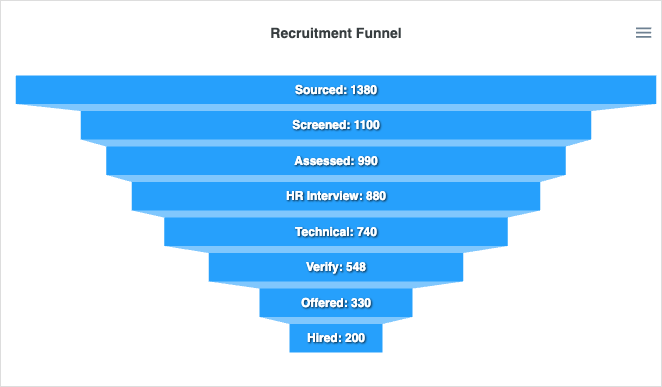 Recruitment Funnel
Sourced: 1380
Screened: 1100
Assessed: 990
HR Interview: 880
Technical: 740
Verify: 548
Offered: 330
Hired: 200